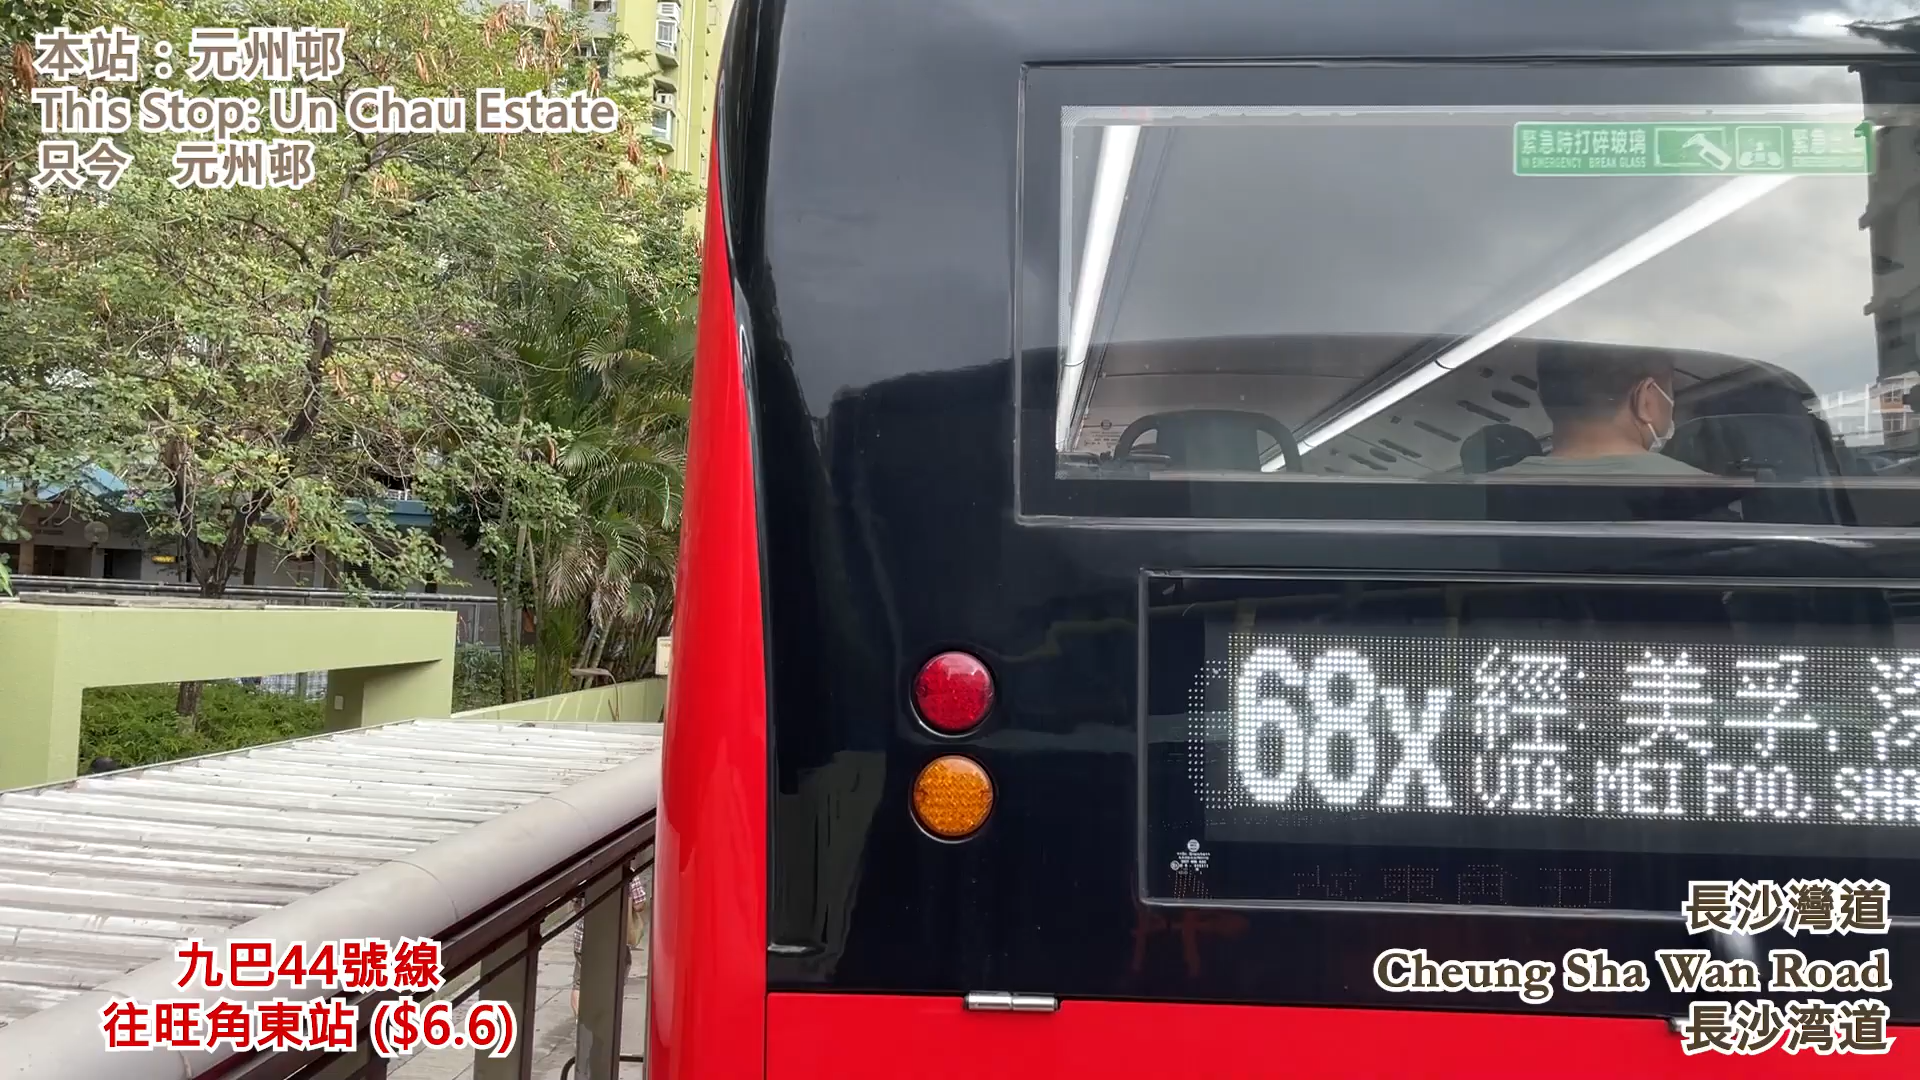 本站：元州邨
This Stop: Un Chau Estate
只今　元州邨
緊急時打碎玻璃
IN EMERGENCY BREAK GLASS
緊急
68x 經: 美孚,
VIA: MEI FOO,
九巴44號線
往旺角東站 ($6.6)
長沙灣道
Cheung Sha Wan Road
長沙湾道